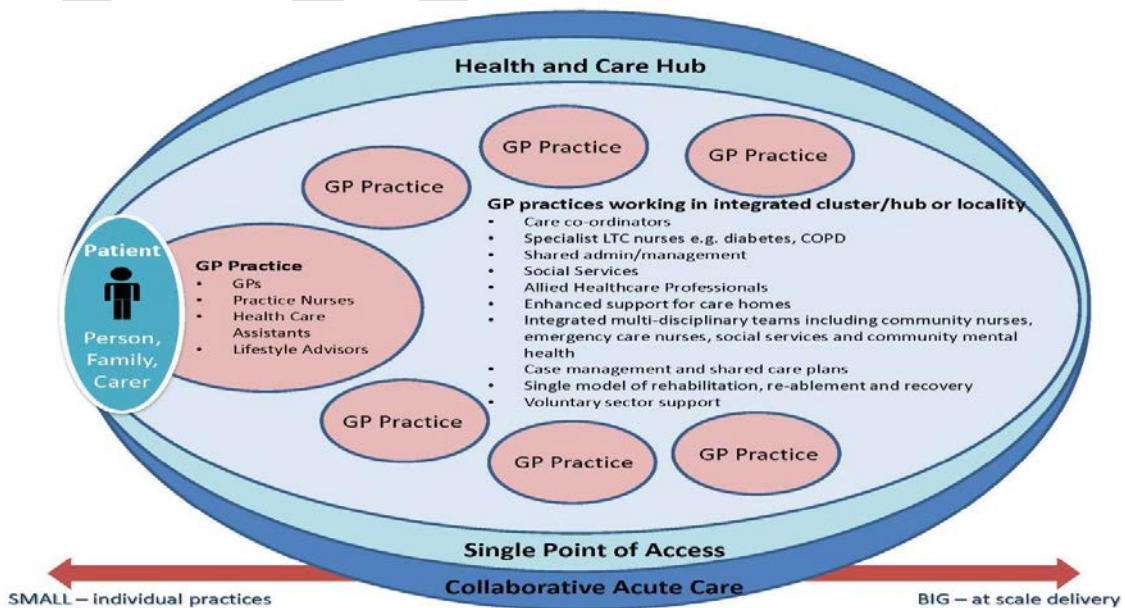 Health and Care Hub
GP Practice
GP Practice
GP Practice
GP practices working in integrated cluster/hub or locality
• Care co-ordinators
• Specialist LTC nurses e.g. diabetes, COPD
• Shared admin/management
• Social Services
• Allied Healthcare Professionals
• Enhanced support for care homes
• Integrated multi-disciplinary teams including community nurses,
emergency care nurses, social services and community mental
health
• Case management and shared care plans
• Single model of rehabilitation, re-ablement and recovery
• Voluntary sector support
Patient
Person,
Family,
Carer
GP Practice
• GPs
• Practice Nurses
• Health Care
Assistants
• Lifestyle Advisors
GP Practice
GP Practice
GP Practice
Single Point of Access
Collaborative Acute Care
SMALL – individual practices
BIG – at scale delivery